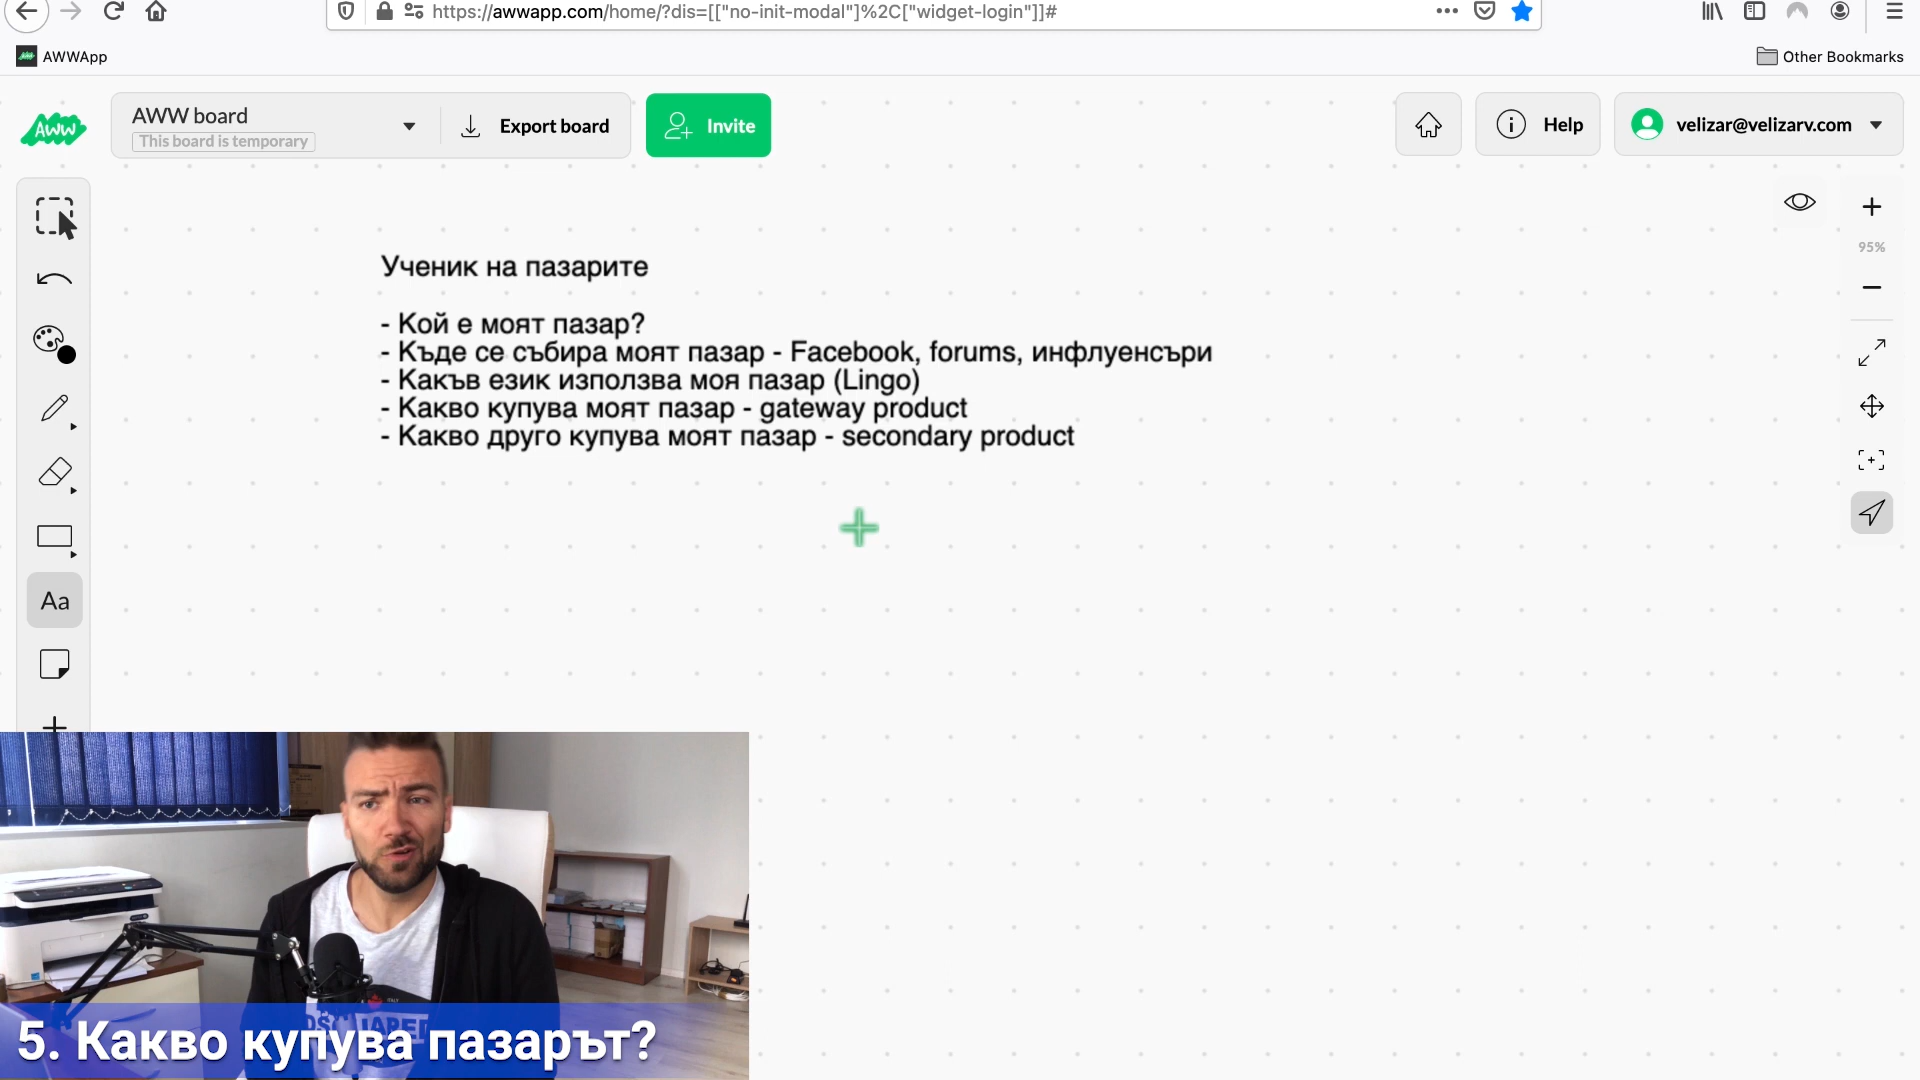 https://awwapp.com/home/?dis=[["no-init-modal"]%2C["widget-login"]]#
AWWApp
Other Bookmarks
AWW
AWW board
This board is temporary
Export board
Invite
Help
velizar@velizarv.com
95%
Ученик на пазарите
- Кой е моят пазар?
- Къде се събира моят пазар - Facebook, forums, инфлуенсъри
- Какъв език използва моя пазар (Lingo)
- Какво купува моят пазар - gateway product
- Какво друго купува моят пазар - secondary product
Aa
ITALY
5. Какво купува пазарът?